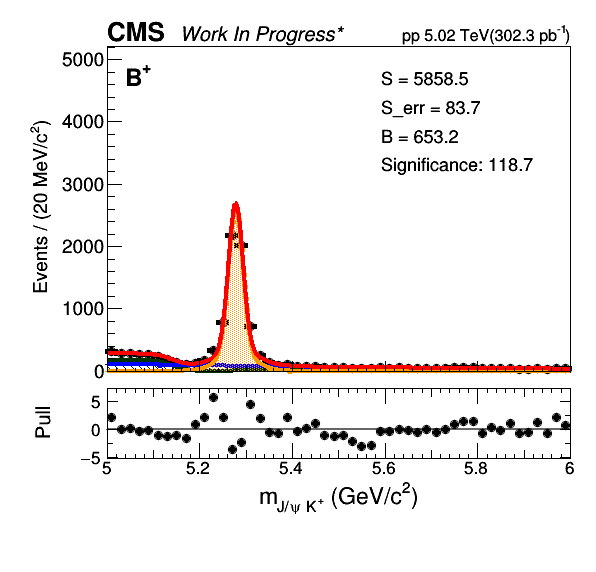 CMS Work In Progress* pp 5.02 TeV(302.3 pb⁻¹)
B⁺
S = 5858.5
S_err = 83.7
B = 653.2
Significance: 118.7
Events / (20 MeV/c²)
5000
4000
3000
2000
1000
0
Pull
5
0
−5
5 5.2 5.4 5.6 5.8 6
m_{J/ψ K⁺} (GeV/c²)